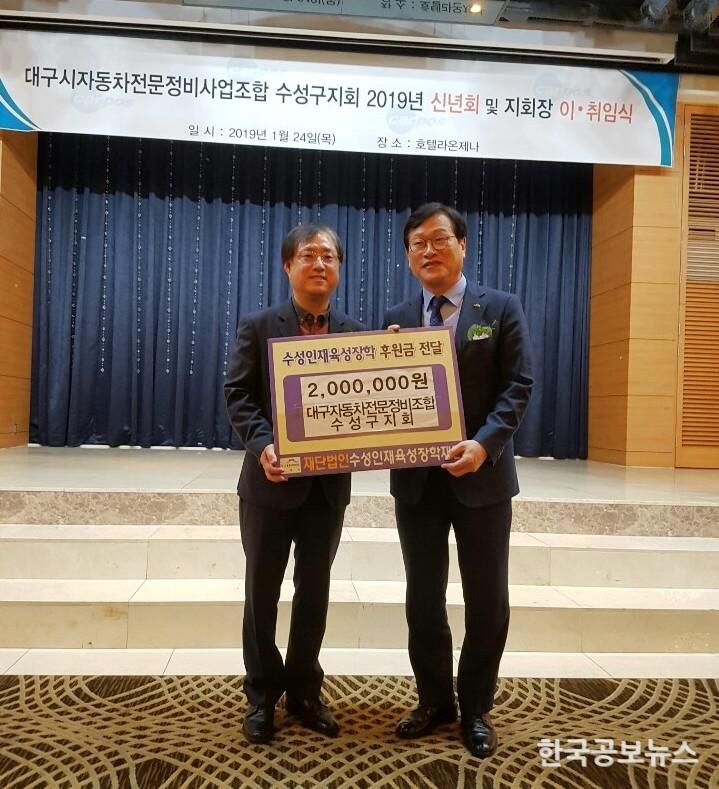 대구시자동차전문정비사업조합 수성구지회 2019년 신년회 및 지회장 이·취임식
carpos carpos carpos
일 시 : 2019년 1월 24일(목) 장 소 : 호텔라온제나
수성인재육성장학 후원금 전달
2,000,000원
대구자동차전문정비조합
수성구지회
재단법인수성인재육성장학재
한국공보뉴스